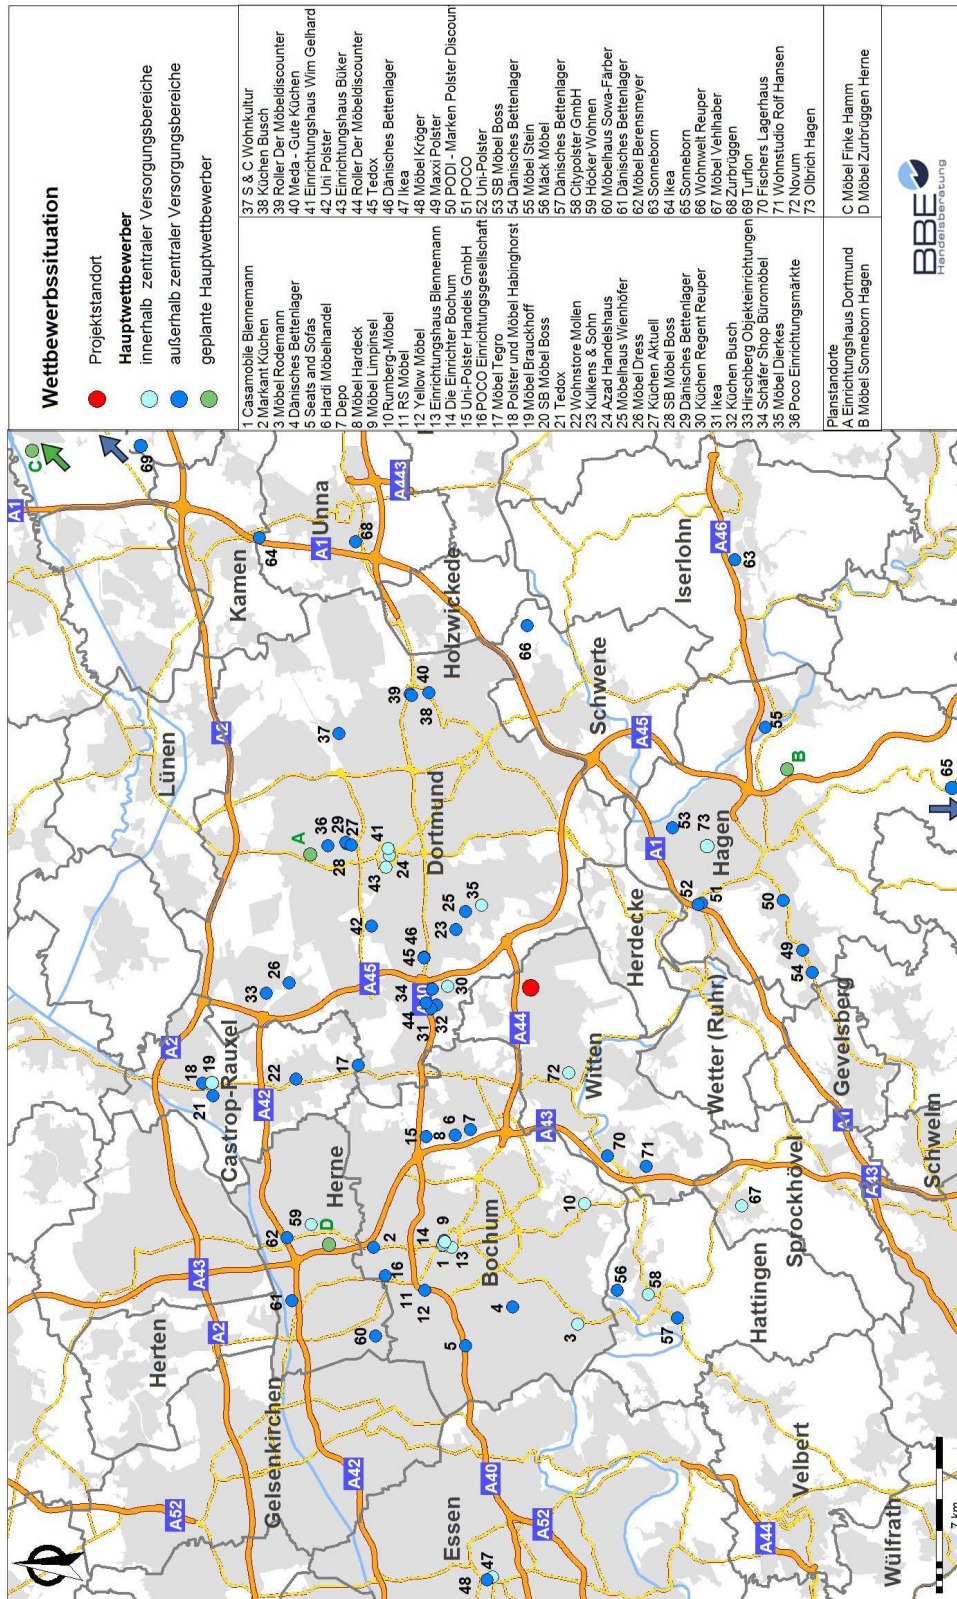 Wettbewerbssituation
Projektstandort
Hauptwettbewerber
innerhalb zentraler Versorgungsbereiche
außerhalb zentraler Versorgungsbereiche
geplante Hauptwettbewerber
1 Casamobile Blennemann
2 Markant Küchen
3 Möbel Rodemann
4 Dänisches Bettenlager
5 Seats and Sofas
6 Hardi Möbelhandel
7 Depo
8 Möbel Hardeck
9 Möbel Limpinsel
10 Rumberg-Möbel
11 RS Möbel
12 Yellow Möbel
13 Einrichtungshaus Blennemann
14 Die Einrichter Bochum
15 Uni-Polster Handels GmbH
16 POCO Einrichtungsgesellschaft
17 Möbel Tegro
18 Polster und Möbel Habinghorst
19 Möbel Brauckhoff
20 SB Möbel Boss
21 Tedox
22 Wohnstore Mollen
23 Kulkens & Sohn
24 Azad Handelshaus
25 Möbelhaus Wienhöfer
26 Möbel Dress
27 Küchen Aktuell
28 SB Möbel Boss
29 Dänisches Bettenlager
30 Küchen Regent Reuper
31 Ikea
32 Küchen Busch
33 Hirschberg Objekteinrichtungen
34 Schäfer Shop Büromöbel
35 Möbel Dierkes
36 Poco Einrichtungsmärkte
37 S & C Wohnkultur
38 Küchen Busch
39 Roller Der Möbeldiscounter
40 Meda - Gute Küchen
41 Einrichtungshaus Wim Gelhard
42 Uni Polster
43 Einrichtungshaus Büker
44 Roller Der Möbeldiscounter
45 Tedox
46 Dänisches Bettenlager
47 Ikea
48 Möbel Kröger
49 Maxxi Polster
50 PODI - Marken Polster Discoun
51 POCO
52 Uni-Polster
53 SB Möbel Boss
54 Dänisches Bettenlager
55 Möbel Stein
56 Mäck Möbel
57 Dänisches Bettenlager
58 Citypolster GmbH
59 Höcker Wohnen
60 Möbelhaus Sowa-Färber
61 Dänisches Bettenlager
62 Möbel Berensmeyer
63 Sonneborn
64 Ikea
65 Sonneborn
66 Wohnwelt Reuper
67 Möbel Vehlhaber
68 Zurbrüggen
69 Turflon
70 Fischers Lagerhaus
71 Wohnstudio Rolf Hansen
72 Novum
73 Olbrich Hagen
Planstandorte
A Einrichtungshaus Dortmund
B Möbel Sonneborn Hagen
C Möbel Finke Hamm
D Möbel Zurbrüggen Herne
BBE
Handelsberatung
A52
Herten
A43
A2
Gelsenkirchen
A42
Herne
Castrop-Rauxel
Lünen
Kamen
A1
Unna
A443
Essen
A40
Bochum
A45
Dortmund
Holzwickede
A44
Witten
Herdecke
Schwerte
Iserlohn
A46
Hagen
Wetter (Ruhr)
Hattingen
Sprockhövel
Gevelsberg
Schwelm
Velbert
Wülfrath
7 km
A
B
C
D